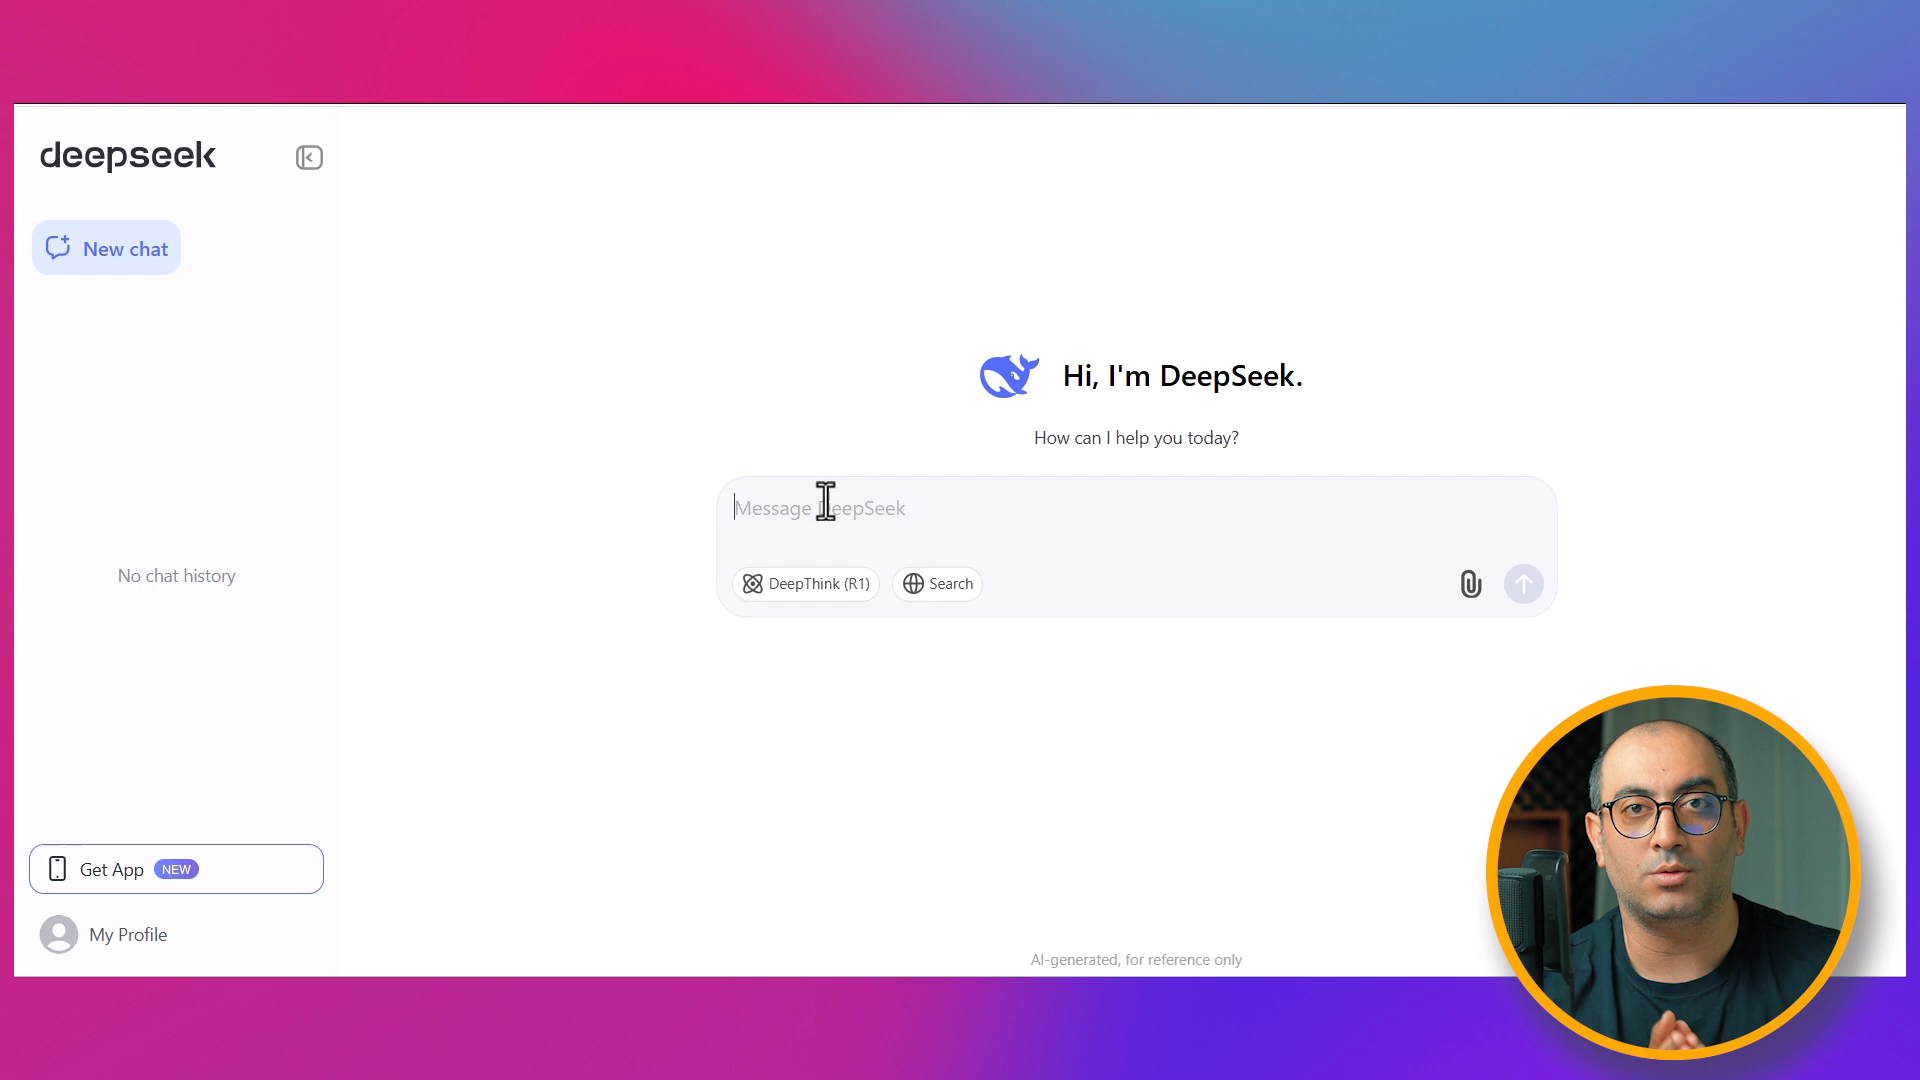 deepseek
New chat
No chat history
Get App NEW
My Profile
Hi, I'm DeepSeek.
How can I help you today?
Message DeepSeek
DeepThink (R1) Search
AI-generated, for reference only